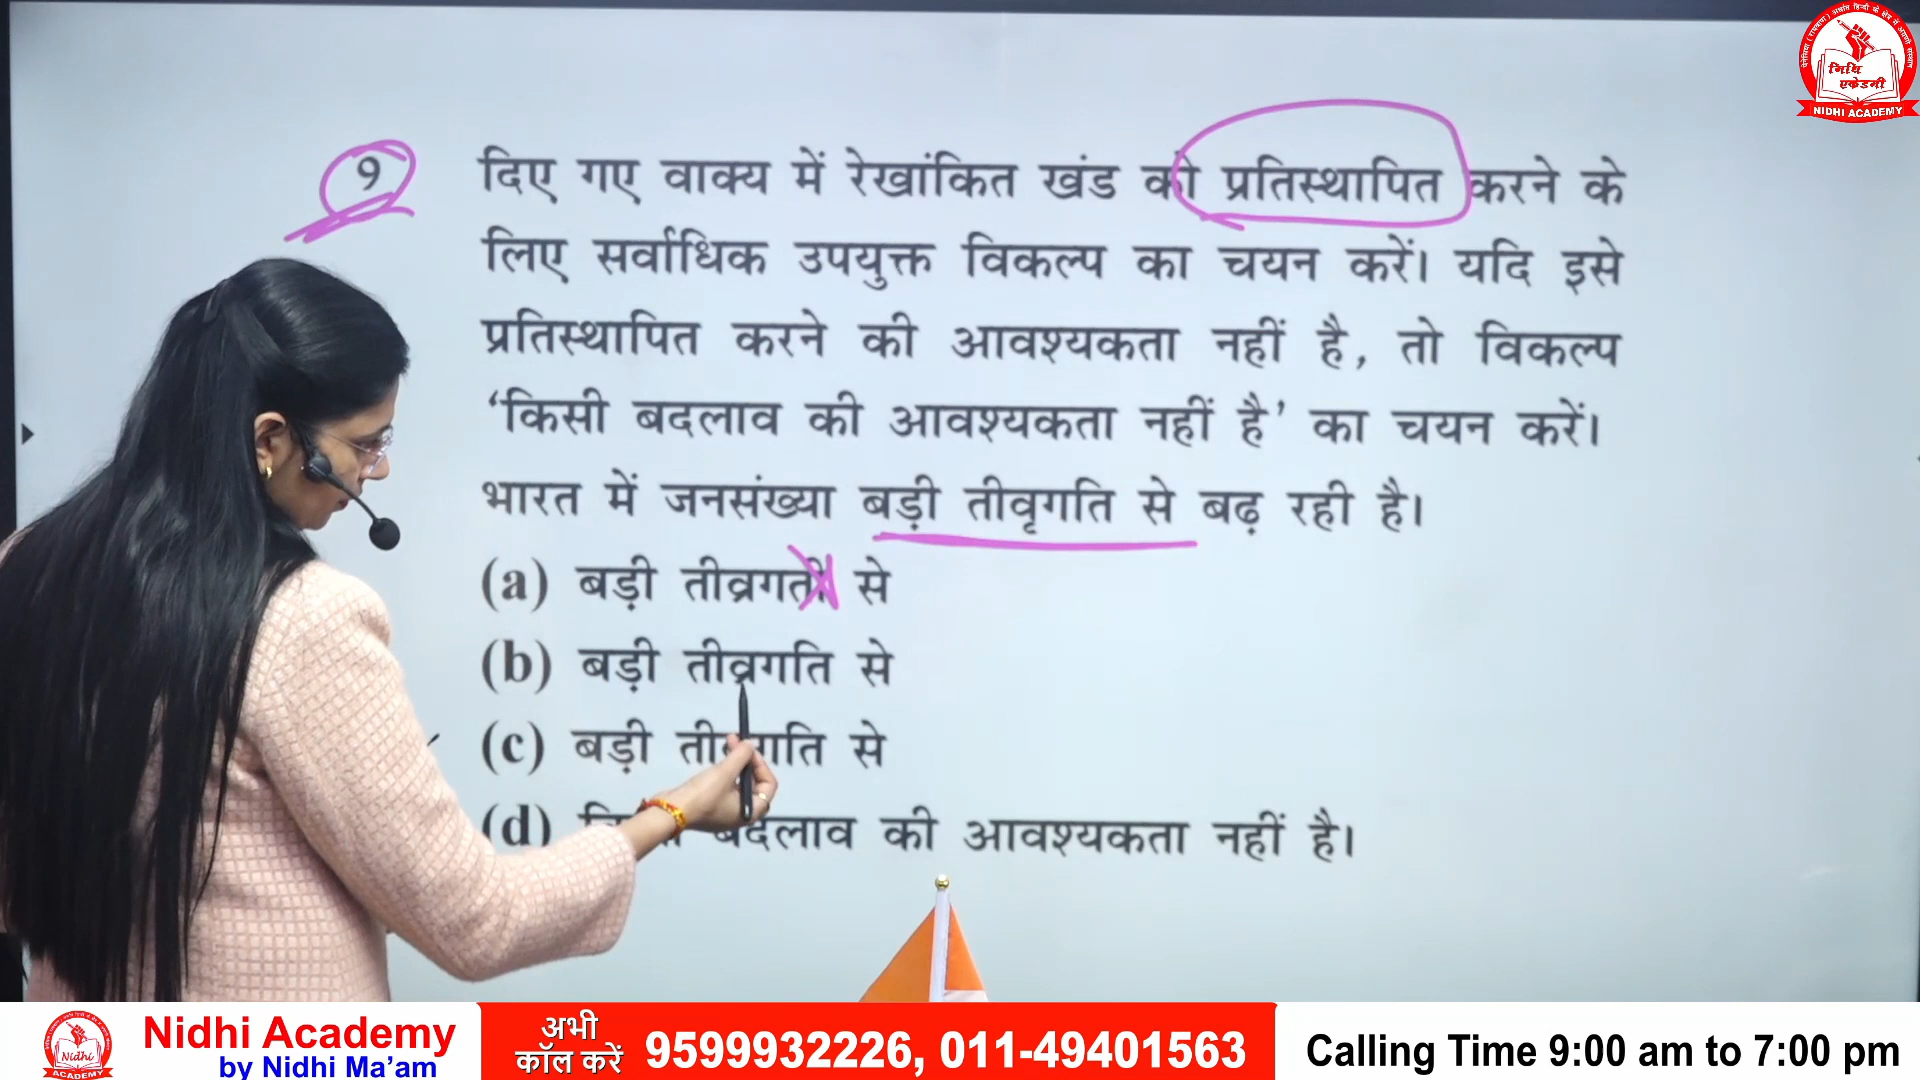 निधि
एकेडमी
NIDHI ACADEMY
9 दिए गए वाक्य में रेखांकित खंड को प्रतिस्थापित करने के
लिए सर्वाधिक उपयुक्त विकल्प का चयन करें। यदि इसे
प्रतिस्थापित करने की आवश्यकता नहीं है, तो विकल्प
‘किसी बदलाव की आवश्यकता नहीं है’ का चयन करें।
भारत में जनसंख्या बड़ी तीवृगति से बढ़ रही है।
(a) बड़ी तीव्रगती से
(b) बड़ी तीव्रगति से
(c) बड़ी से
(d) बदलाव की आवश्यकता नहीं है।
Nidhi
ACADEMY
Nidhi Academy
by Nidhi Ma'am
अभी
कॉल करें
9599932226, 011-49401563
Calling Time 9:00 am to 7:00 pm